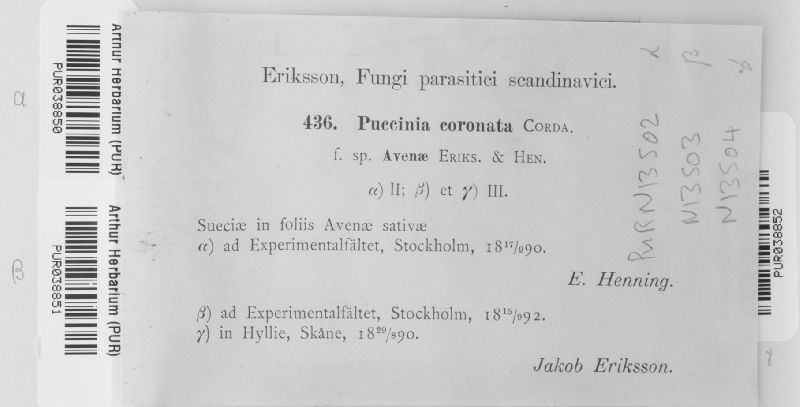 Eriksson, Fungi parasitici scandinavici.
436. Puccinia coronata CORDA.
f. sp. Avenæ ERIKS. & HEN.
α) II; β) et γ) III.
Sueciæ in foliis Avenæ sativæ
α) ad Experimentalfältet, Stockholm, 18¹⁷/₉90.
E. Henning.
β) ad Experimentalfältet, Stockholm, 18¹⁵/₉92.
γ) in Hyllie, Skåne, 18²⁹/₈90.
Jakob Eriksson.
α
Arthur Herbarium (PUR)
PUR038850
β
Arthur Herbarium (PUR)
PUR038851
PUR N13502 α
N13503 β
N13504 γ
PUR038852
γ